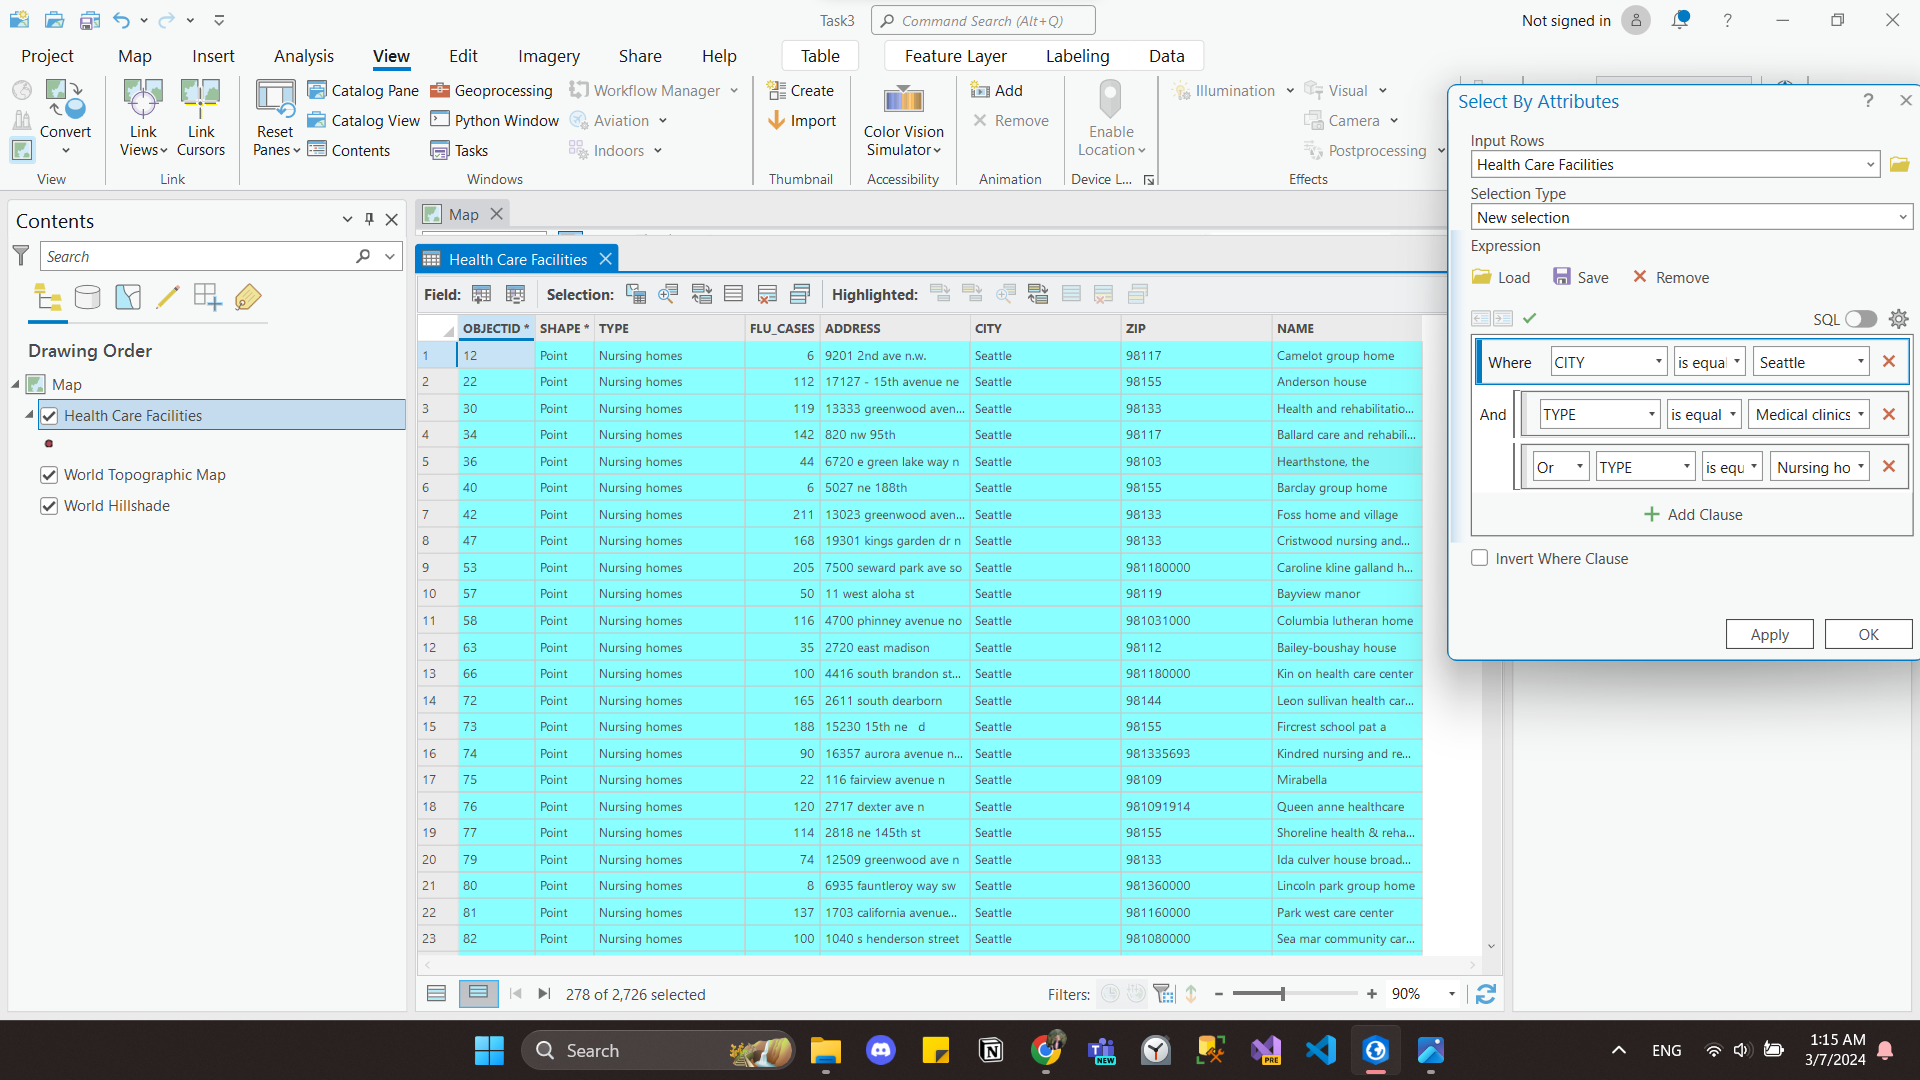 Task3
Command Search (Alt+Q)
Not signed in
?
Project Map Insert Analysis View Edit Imagery Share Help Table Feature Layer Labeling Data
Convert
View
Link Views
Link Cursors
Link
Reset Panes
Catalog Pane
Catalog View
Contents
Geoprocessing
Python Window
Tasks
Windows
Workflow Manager
Aviation
Indoors
Create
Import
Thumbnail
Color Vision Simulator
Accessibility
Add
Remove
Animation
Enable Location
Device L...
Illumination
Visual
Camera
Postprocessing
Effects
Contents
Search
Drawing Order
Map
Health Care Facilities
World Topographic Map
World Hillshade
Map
Health Care Facilities
Field: Selection: Highlighted:
OBJECTID * SHAPE * TYPE FLU_CASES ADDRESS CITY ZIP NAME
1 12 Point Nursing homes 6 9201 2nd ave n.w. Seattle 98117 Camelot group home
2 22 Point Nursing homes 112 17127 - 15th avenue ne Seattle 98155 Anderson house
3 30 Point Nursing homes 119 13333 greenwood aven... Seattle 98133 Health and rehabilitatio...
4 34 Point Nursing homes 142 820 nw 95th Seattle 98117 Ballard care and rehabili...
5 36 Point Nursing homes 44 6720 e green lake way n Seattle 98103 Hearthstone, the
6 40 Point Nursing homes 6 5027 ne 188th Seattle 98155 Barclay group home
7 42 Point Nursing homes 211 13023 greenwood aven... Seattle 98133 Foss home and village
8 47 Point Nursing homes 168 19301 kings garden dr n Seattle 98133 Cristwood nursing and...
9 53 Point Nursing homes 205 7500 seward park ave so Seattle 981180000 Caroline kline galland h...
10 57 Point Nursing homes 50 11 west aloha st Seattle 98119 Bayview manor
11 58 Point Nursing homes 116 4700 phinney avenue no Seattle 981031000 Columbia lutheran home
12 63 Point Nursing homes 35 2720 east madison Seattle 98112 Bailey-boushay house
13 66 Point Nursing homes 100 4416 south brandon st... Seattle 981180000 Kin on health care center
14 72 Point Nursing homes 165 2611 south dearborn Seattle 98144 Leon sullivan health car...
15 73 Point Nursing homes 188 15230 15th ne d Seattle 98155 Fircrest school pat a
16 74 Point Nursing homes 90 16357 aurora avenue n... Seattle 981335693 Kindred nursing and re...
17 75 Point Nursing homes 22 116 fairview avenue n Seattle 98109 Mirabella
18 76 Point Nursing homes 120 2717 dexter ave n Seattle 981091914 Queen anne healthcare
19 77 Point Nursing homes 114 2818 ne 145th st Seattle 98155 Shoreline health & reha...
20 79 Point Nursing homes 74 12509 greenwood ave n Seattle 98133 Ida culver house broad...
21 80 Point Nursing homes 8 6935 fauntleroy way sw Seattle 981360000 Lincoln park group home
22 81 Point Nursing homes 137 1703 california avenue... Seattle 981160000 Park west care center
23 82 Point Nursing homes 100 1040 s henderson street Seattle 981080000 Sea mar community car...
278 of 2,726 selected
Filters:
90%
Select By Attributes
?
Input Rows
Health Care Facilities
Selection Type
New selection
Expression
Load Save Remove
SQL
Where CITY is equal Seattle
And TYPE is equal Medical clinics
Or TYPE is equ Nursing ho
Add Clause
Invert Where Clause
Apply OK
Search
NEW
PRE
ENG
1:15 AM
3/7/2024